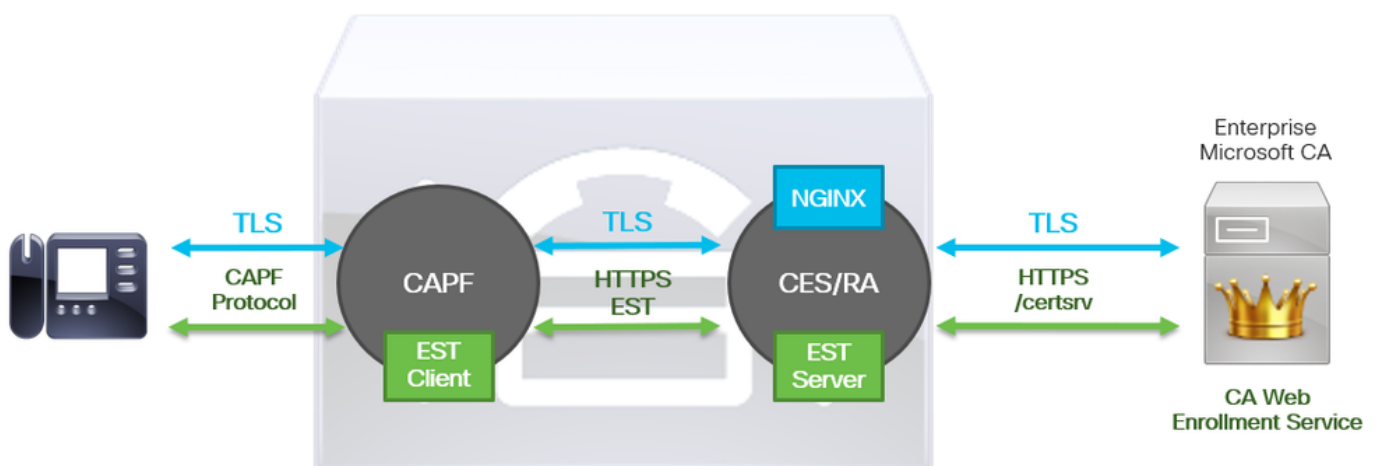 Enterprise
Microsoft CA
NGINX
TLS
TLS
TLS
CAPF
Protocol
CAPF
HTTPS
EST
CES/RA
HTTPS
/certsrv
EST
Client
EST
Server
CA Web
Enrollment Service